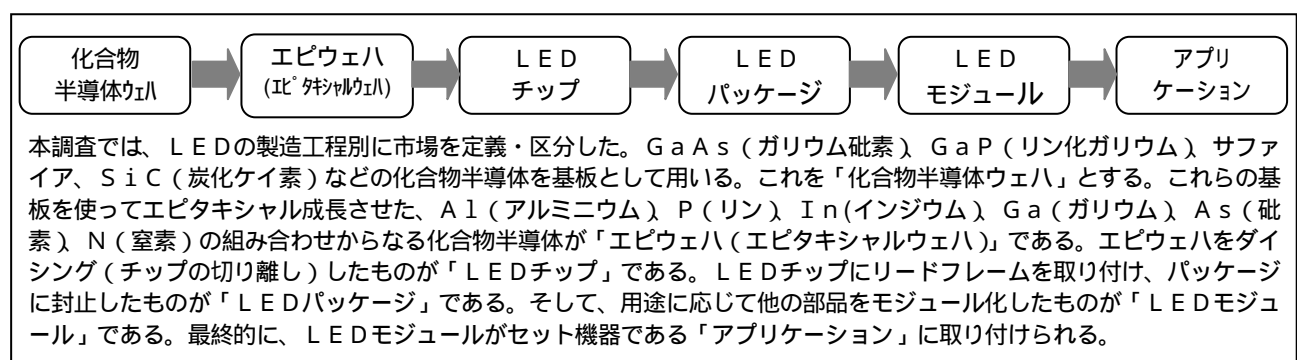 化合物
半導体ｳｪﾊ
エピウェハ
(ｴﾋﾟﾀｷｼｬﾙｳｪﾊ)
ＬＥＤ
チップ
ＬＥＤ
パッケージ
ＬＥＤ
モジュール
アプリ
ケーション
本調査では、ＬＥＤの製造工程別に市場を定義・区分した。ＧａＡｓ（ガリウム砒素）、ＧａＰ（リン化ガリウム）、サファ
イア、ＳｉＣ（炭化ケイ素）などの化合物半導体を基板として用いる。これを「化合物半導体ウェハ」とする。これらの基
板を使ってエピタキシャル成長させた、Ａｌ（アルミニウム）、Ｐ（リン）、Ｉｎ(インジウム）、Ｇａ（ガリウム）、Ａｓ（砒
素）、Ｎ（窒素）の組み合わせからなる化合物半導体が「エピウェハ（エピタキシャルウェハ）」である。エピウェハをダイ
シング（チップの切り離し）したものが「ＬＥＤチップ」である。ＬＥＤチップにリードフレームを取り付け、パッケージ
に封止したものが「ＬＥＤパッケージ」である。そして、用途に応じて他の部品をモジュール化したものが「ＬＥＤモジュ
ール」である。最終的に、ＬＥＤモジュールがセット機器である「アプリケーション」に取り付けられる。